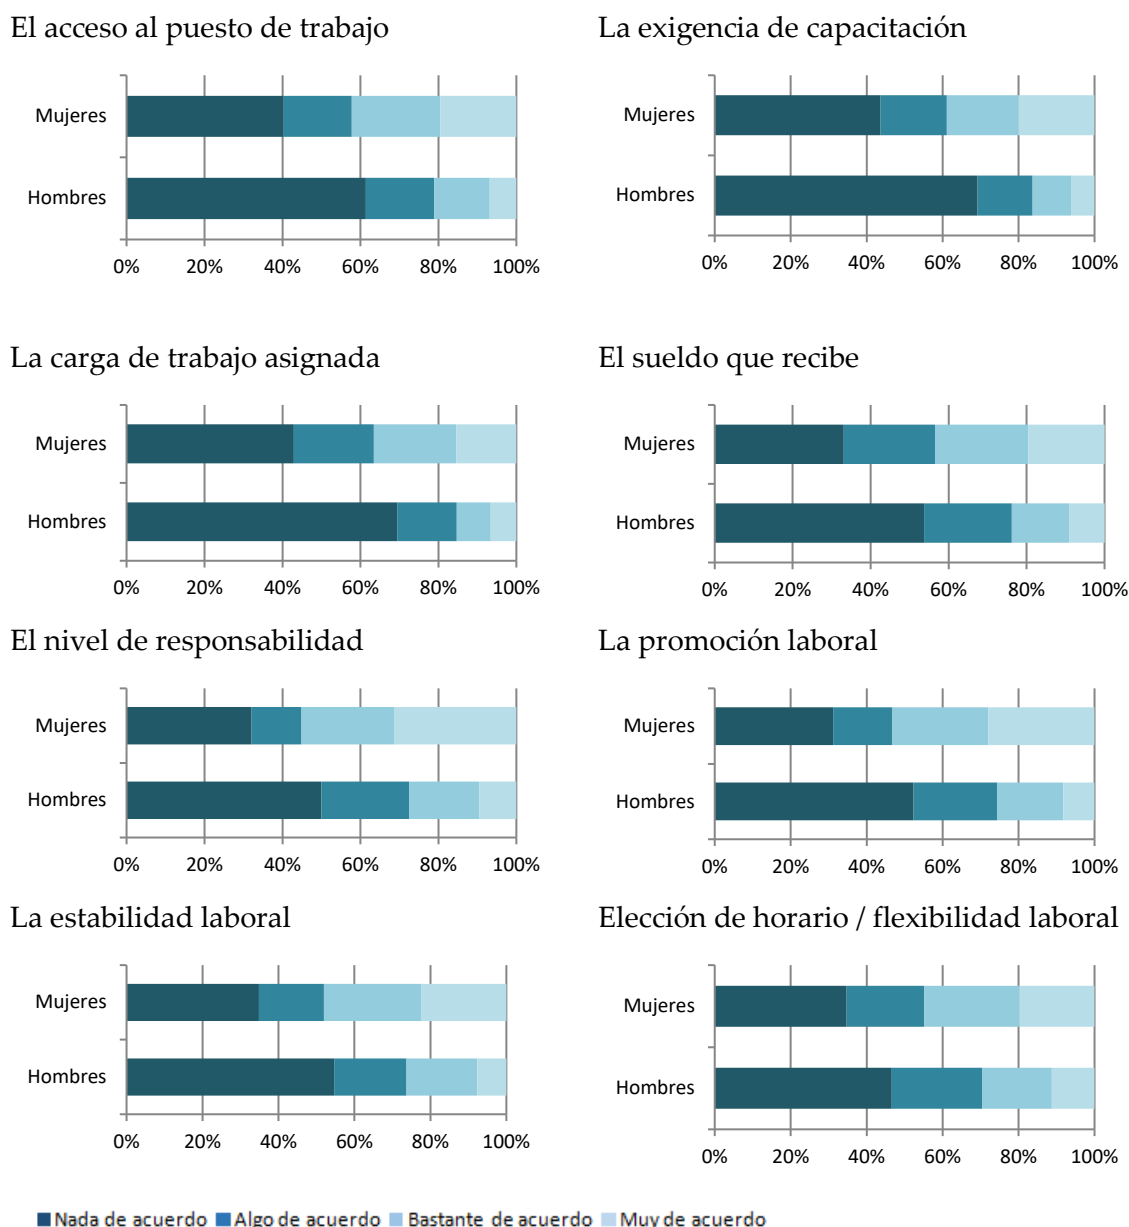 El acceso al puesto de trabajo
Mujeres
Hombres
0% 20% 40% 60% 80% 100%
La exigencia de capacitación
Mujeres
Hombres
0% 20% 40% 60% 80% 100%
La carga de trabajo asignada
Mujeres
Hombres
0% 20% 40% 60% 80% 100%
El sueldo que recibe
Mujeres
Hombres
0% 20% 40% 60% 80% 100%
El nivel de responsabilidad
Mujeres
Hombres
0% 20% 40% 60% 80% 100%
La promoción laboral
Mujeres
Hombres
0% 20% 40% 60% 80% 100%
La estabilidad laboral
Mujeres
Hombres
0% 20% 40% 60% 80% 100%
Elección de horario / flexibilidad laboral
Mujeres
Hombres
0% 20% 40% 60% 80% 100%
Nada de acuerdo Algo de acuerdo Bastante de acuerdo Muy de acuerdo